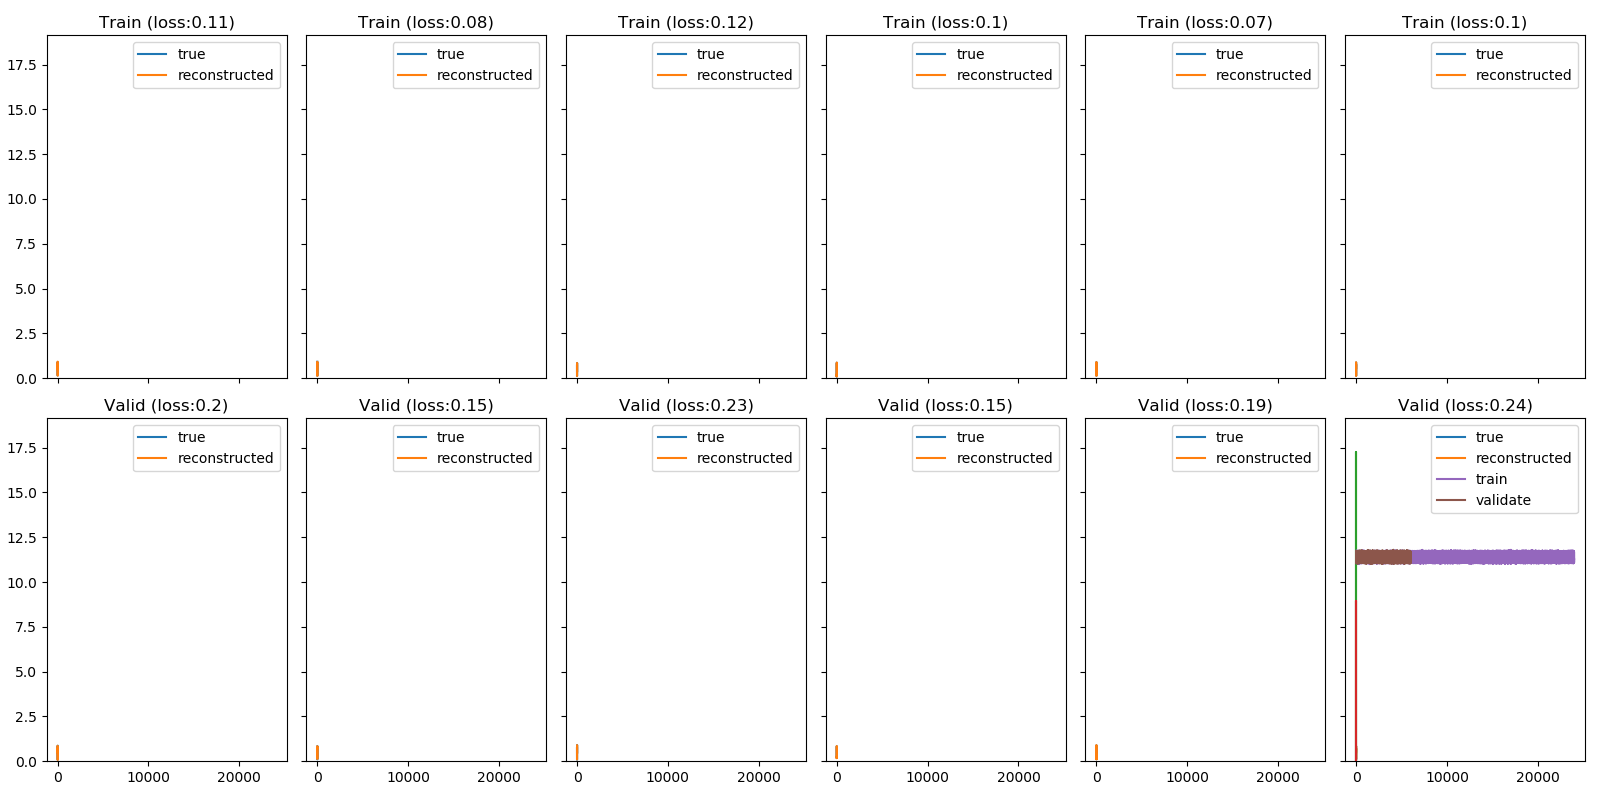 Train (loss:0.11)
Train (loss:0.08)
Train (loss:0.12)
Train (loss:0.1)
Train (loss:0.07)
Train (loss:0.1)
true
reconstructed
true
reconstructed
true
reconstructed
true
reconstructed
true
reconstructed
true
reconstructed
17.5
15.0
12.5
10.0
7.5
5.0
2.5
0.0
Valid (loss:0.2)
Valid (loss:0.15)
Valid (loss:0.23)
Valid (loss:0.15)
Valid (loss:0.19)
Valid (loss:0.24)
true
reconstructed
true
reconstructed
true
reconstructed
true
reconstructed
true
reconstructed
true
reconstructed
train
validate
17.5
15.0
12.5
10.0
7.5
5.0
2.5
0.0
0 10000 20000
0 10000 20000
0 10000 20000
0 10000 20000
0 10000 20000
0 10000 20000